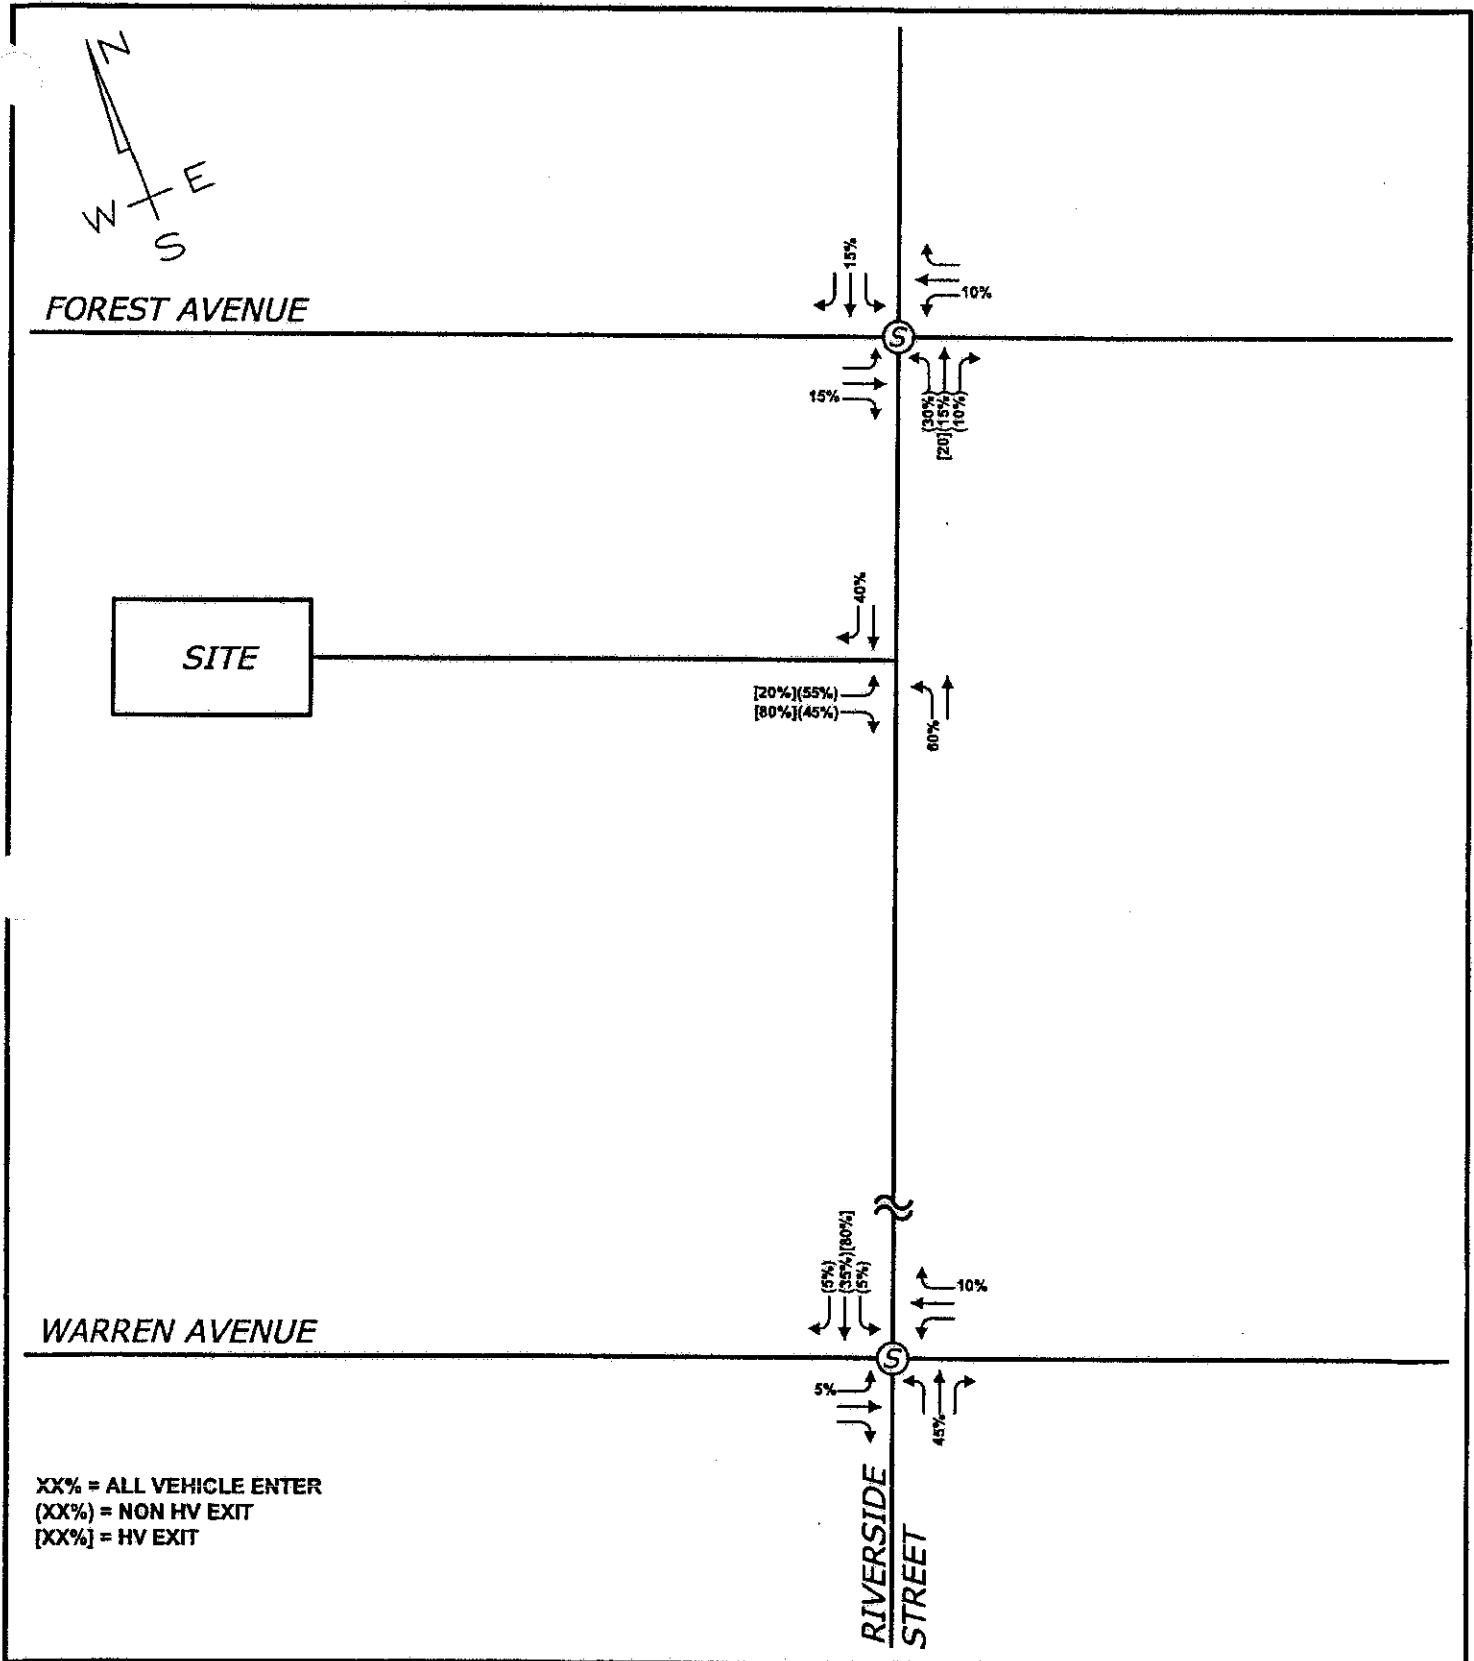 N
W E
S
15%
FOREST AVENUE
10%
S
15%
(30%)
[20](15%)
(10%)
40%
SITE
[20%](55%)
[80%](45%)
60%
(5%)
(35%)[80%]
(5%)
10%
WARREN AVENUE
S
5%
45%
XX% = ALL VEHICLE ENTER
(XX%) = NON HV EXIT
[XX%] = HV EXIT
RIVERSIDE
STREET